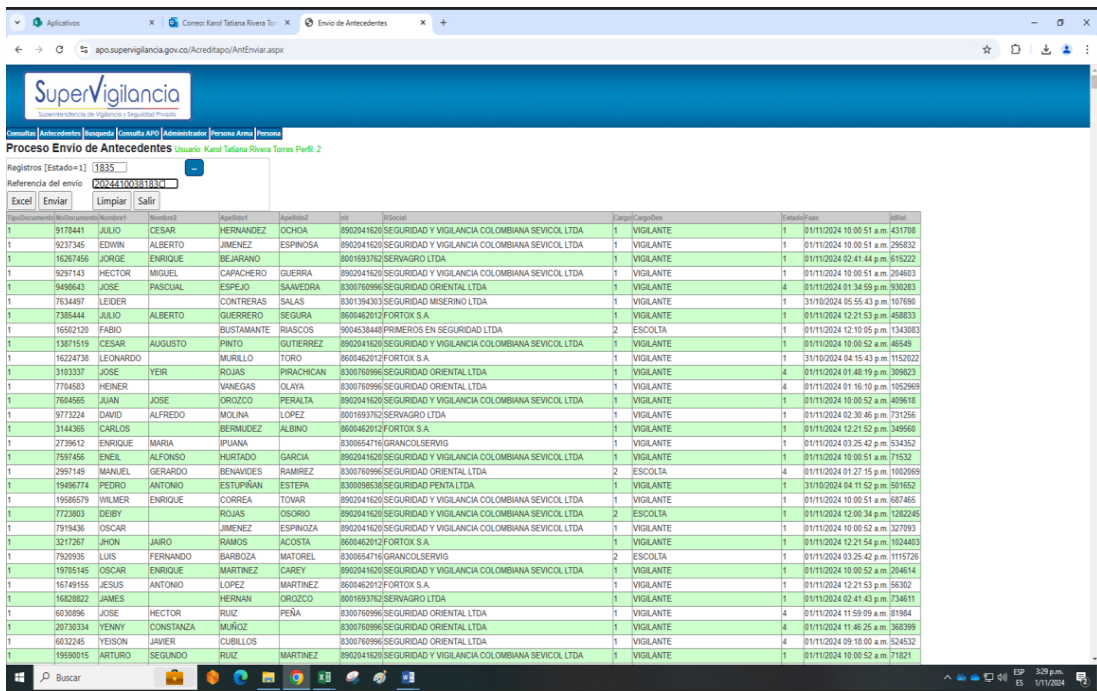 Aplicativos × Correo: Karol Tatiana Rivera Tor × Envio de Antecedentes × +
apo.supervigilancia.gov.co/Acreditapo/AntEnviar.aspx
SuperVigilancia
Superintendencia de Vigilancia y Seguridad Privada
Consultas Antecedentes Busqueda Consulta APO Administrador Persona Arma Persona
Proceso Envio de Antecedentes Usuario: Karol Tatiana Rivera Torres Perfil: 2
Registros [Estado=1] 1835 ...
Referencia del envío 2024410038183C
Excel Enviar Limpiar Salir
TipoDocumento NoDocumento Nombre1 Nombre2 Apellido1 Apellido2 nit RSocial Cargo CargoDes Estado Fuac IdRel
1 9178441 JULIO CESAR HERNANDEZ OCHOA 8902041620 SEGURIDAD Y VIGILANCIA COLOMBIANA SEVICOL LTDA 1 VIGILANTE 1 01/11/2024 10:00:51 a.m. 431708
1 9237345 EDWIN ALBERTO JIMENEZ ESPINOSA 8902041620 SEGURIDAD Y VIGILANCIA COLOMBIANA SEVICOL LTDA 1 VIGILANTE 1 01/11/2024 10:00:51 a.m. 295832
1 16267456 JORGE ENRIQUE BEJARANO 8001693762 SERVAGRO LTDA 1 VIGILANTE 1 01/11/2024 02:41:44 p.m. 615222
1 9297143 HECTOR MIGUEL CAPACHERO GUERRA 8902041620 SEGURIDAD Y VIGILANCIA COLOMBIANA SEVICOL LTDA 1 VIGILANTE 1 01/11/2024 10:00:51 a.m. 204603
1 9498643 JOSE PASCUAL ESPEJO SAAVEDRA 8300760996 SEGURIDAD ORIENTAL LTDA 1 VIGILANTE 4 01/11/2024 01:34:59 p.m. 930283
1 7634497 LEIDER CONTRERAS SALAS 8301394303 SEGURIDAD MISERINO LTDA 1 VIGILANTE 1 31/10/2024 05:55:43 p.m. 107690
1 7385444 JULIO ALBERTO GUERRERO SEGURA 8600462012 FORTOX S.A. 1 VIGILANTE 1 01/11/2024 12:21:53 p.m. 458833
1 16502120 FABIO BUSTAMANTE RIASCOS 9004538448 PRIMEROS EN SEGURIDAD LTDA 2 ESCOLTA 1 01/11/2024 12:10:05 p.m. 1343083
1 13871519 CESAR AUGUSTO PINTO GUTIERREZ 8902041620 SEGURIDAD Y VIGILANCIA COLOMBIANA SEVICOL LTDA 1 VIGILANTE 1 01/11/2024 10:00:52 a.m. 46549
1 16224738 LEONARDO MURILLO TORO 8600462012 FORTOX S.A. 1 VIGILANTE 1 31/10/2024 04:15:43 p.m. 1152022
1 3103337 JOSE YEIR ROJAS PIRACHICAN 8300760996 SEGURIDAD ORIENTAL LTDA 1 VIGILANTE 4 01/11/2024 01:48:19 p.m. 309823
1 7704583 HEINER VANEGAS OLAYA 8300760996 SEGURIDAD ORIENTAL LTDA 1 VIGILANTE 4 01/11/2024 01:16:10 p.m. 1052969
1 7604565 JUAN JOSE OROZCO PERALTA 8902041620 SEGURIDAD Y VIGILANCIA COLOMBIANA SEVICOL LTDA 1 VIGILANTE 1 01/11/2024 10:00:52 a.m. 409618
1 9773224 DAVID ALFREDO MOLINA LOPEZ 8001693762 SERVAGRO LTDA 1 VIGILANTE 1 01/11/2024 02:30:46 p.m. 731256
1 3144365 CARLOS BERMUDEZ ALBINO 8600462012 FORTOX S.A. 1 VIGILANTE 1 01/11/2024 12:21:52 p.m. 349560
1 2739612 ENRIQUE MARIA IPUANA 8300654716 GRANCOLSERVIG 1 VIGILANTE 1 01/11/2024 03:25:42 p.m. 534352
1 7597456 ENEIL ALFONSO HURTADO GARCIA 8902041620 SEGURIDAD Y VIGILANCIA COLOMBIANA SEVICOL LTDA 1 VIGILANTE 1 01/11/2024 10:00:51 a.m. 71532
1 2997149 MANUEL GERARDO BENAVIDES RAMIREZ 8300760996 SEGURIDAD ORIENTAL LTDA 2 ESCOLTA 4 01/11/2024 01:27:15 p.m. 1002069
1 19496774 PEDRO ANTONIO ESTUPIÑAN ESTEPA 8300098538 SEGURIDAD PENTA LTDA. 1 VIGILANTE 1 31/10/2024 04:11:52 p.m. 501652
1 19586579 WILMER ENRIQUE CORREA TOVAR 8902041620 SEGURIDAD Y VIGILANCIA COLOMBIANA SEVICOL LTDA 1 VIGILANTE 1 01/11/2024 10:00:51 a.m. 687465
1 7723803 DEIBY ROJAS OSORIO 8902041620 SEGURIDAD Y VIGILANCIA COLOMBIANA SEVICOL LTDA 2 ESCOLTA 1 01/11/2024 12:00:34 p.m. 1282245
1 7919436 OSCAR JIMENEZ ESPINOZA 8902041620 SEGURIDAD Y VIGILANCIA COLOMBIANA SEVICOL LTDA 1 VIGILANTE 1 01/11/2024 10:00:52 a.m. 327093
1 3217267 JHON JAIRO RAMOS ACOSTA 8600462012 FORTOX S.A. 1 VIGILANTE 1 01/11/2024 12:21:54 p.m. 1024403
1 7920935 LUIS FERNANDO BARBOZA MATOREL 8300654716 GRANCOLSERVIG 2 ESCOLTA 1 01/11/2024 03:25:42 p.m. 1115726
1 19705145 OSCAR ENRIQUE MARTINEZ CAREY 8902041620 SEGURIDAD Y VIGILANCIA COLOMBIANA SEVICOL LTDA 1 VIGILANTE 1 01/11/2024 10:00:52 a.m. 204614
1 16749155 JESUS ANTONIO LOPEZ MARTINEZ 8600462012 FORTOX S.A. 1 VIGILANTE 1 01/11/2024 12:21:53 p.m. 56302
1 16828822 JAMES HERNAN OROZCO 8001693762 SERVAGRO LTDA 1 VIGILANTE 1 01/11/2024 02:41:43 p.m. 734611
1 6030896 JOSE HECTOR RUIZ PEÑA 8300760996 SEGURIDAD ORIENTAL LTDA 1 VIGILANTE 4 01/11/2024 11:59:09 a.m. 81984
1 20730334 YENNY CONSTANZA MUÑOZ 8300760996 SEGURIDAD ORIENTAL LTDA 1 VIGILANTE 4 01/11/2024 11:46:25 a.m. 368399
1 6032245 YEISON JAVIER CUBILLOS 8300760996 SEGURIDAD ORIENTAL LTDA 1 VIGILANTE 4 01/11/2024 09:18:00 a.m. 524532
1 19590015 ARTURO SEGUNDO RUIZ MARTINEZ 8902041620 SEGURIDAD Y VIGILANCIA COLOMBIANA SEVICOL LTDA 1 VIGILANTE 1 01/11/2024 10:00:52 a.m. 71821
Buscar ESP 3:29 p.m.
ES 1/11/2024